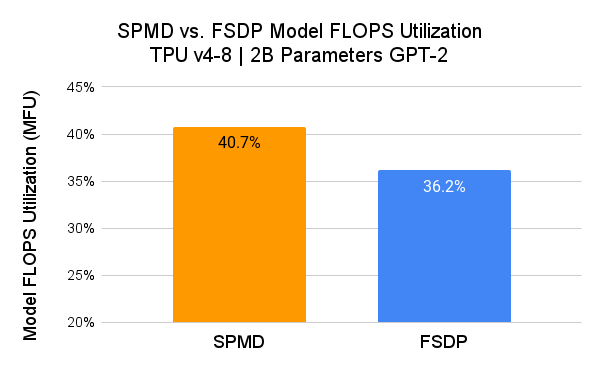 SPMD vs. FSDP Model FLOPS Utilization
TPU v4-8 | 2B Parameters GPT-2
Model FLOPS Utilization (MFU)
45%
40%
35%
30%
25%
20%
40.7%
36.2%
SPMD
FSDP